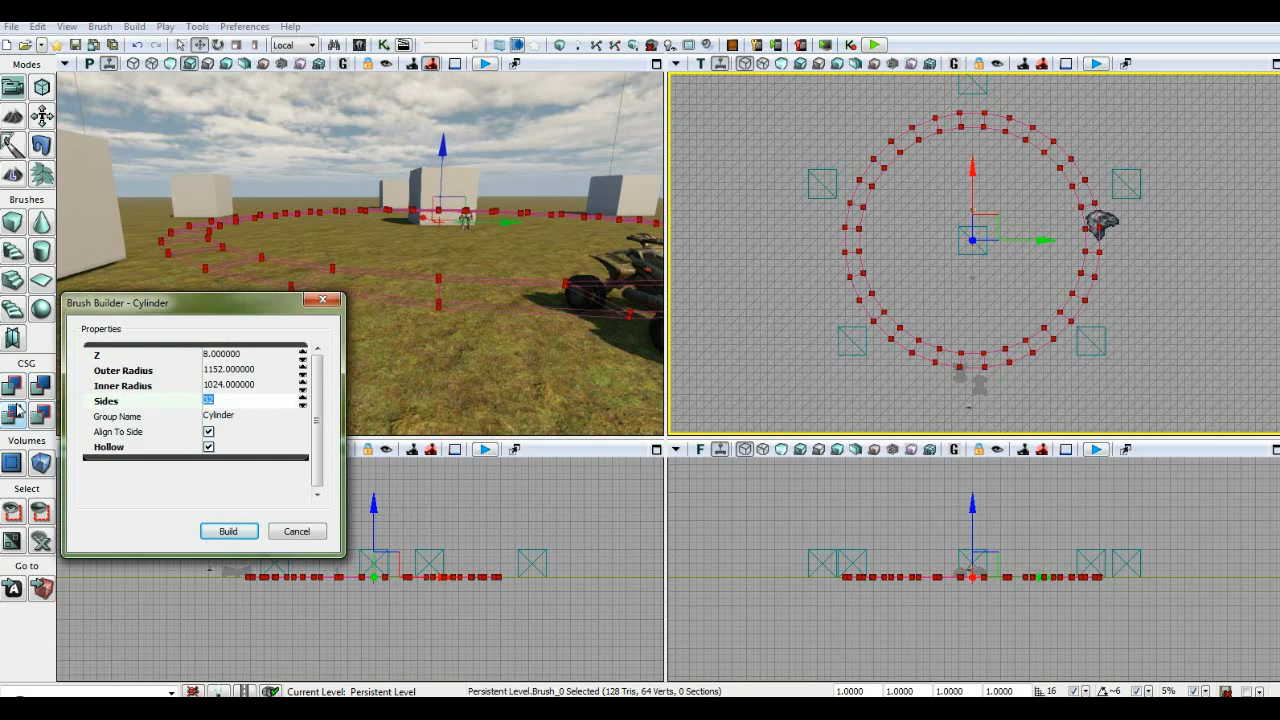 File Edit View Brush Build Play Tools Preferences Help
Local
Modes
P
G
T
G
Brushes
Brush Builder - Cylinder
Properties
Z 8.000000
Outer Radius 1152.000000
Inner Radius 1024.000000
Sides 32
Group Name Cylinder
Align To Side
Hollow
Build Cancel
CSG
Volumes
Select
Go to
F
G
Current Level: Persistent Level
Persistent Level.Brush_0 Selected (128 Tris, 64 Verts, 0 Sections)
1.0000 1.0000 1.0000 1.0000 16 ~6 5%